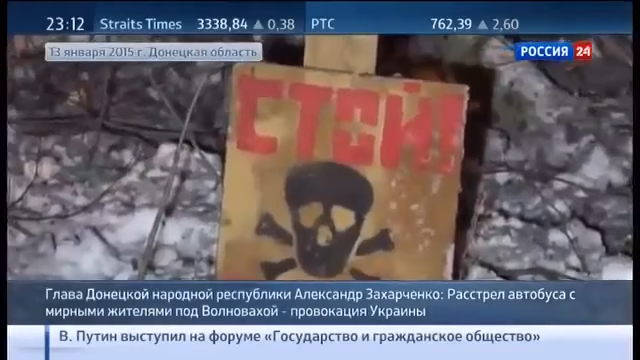 23:12 Straits Times 3338,84 ▲ 0,38 РТС 762,39 ▲ 2,60
13 января 2015 г. Донецкая область
РОССИЯ 24
СТОЙ!
Глава Донецкой народной республики Александр Захарченко: Расстрел автобуса с
мирными жителями под Волновахой - провокация Украины
В. Путин выступил на форуме «Государство и гражданское общество»